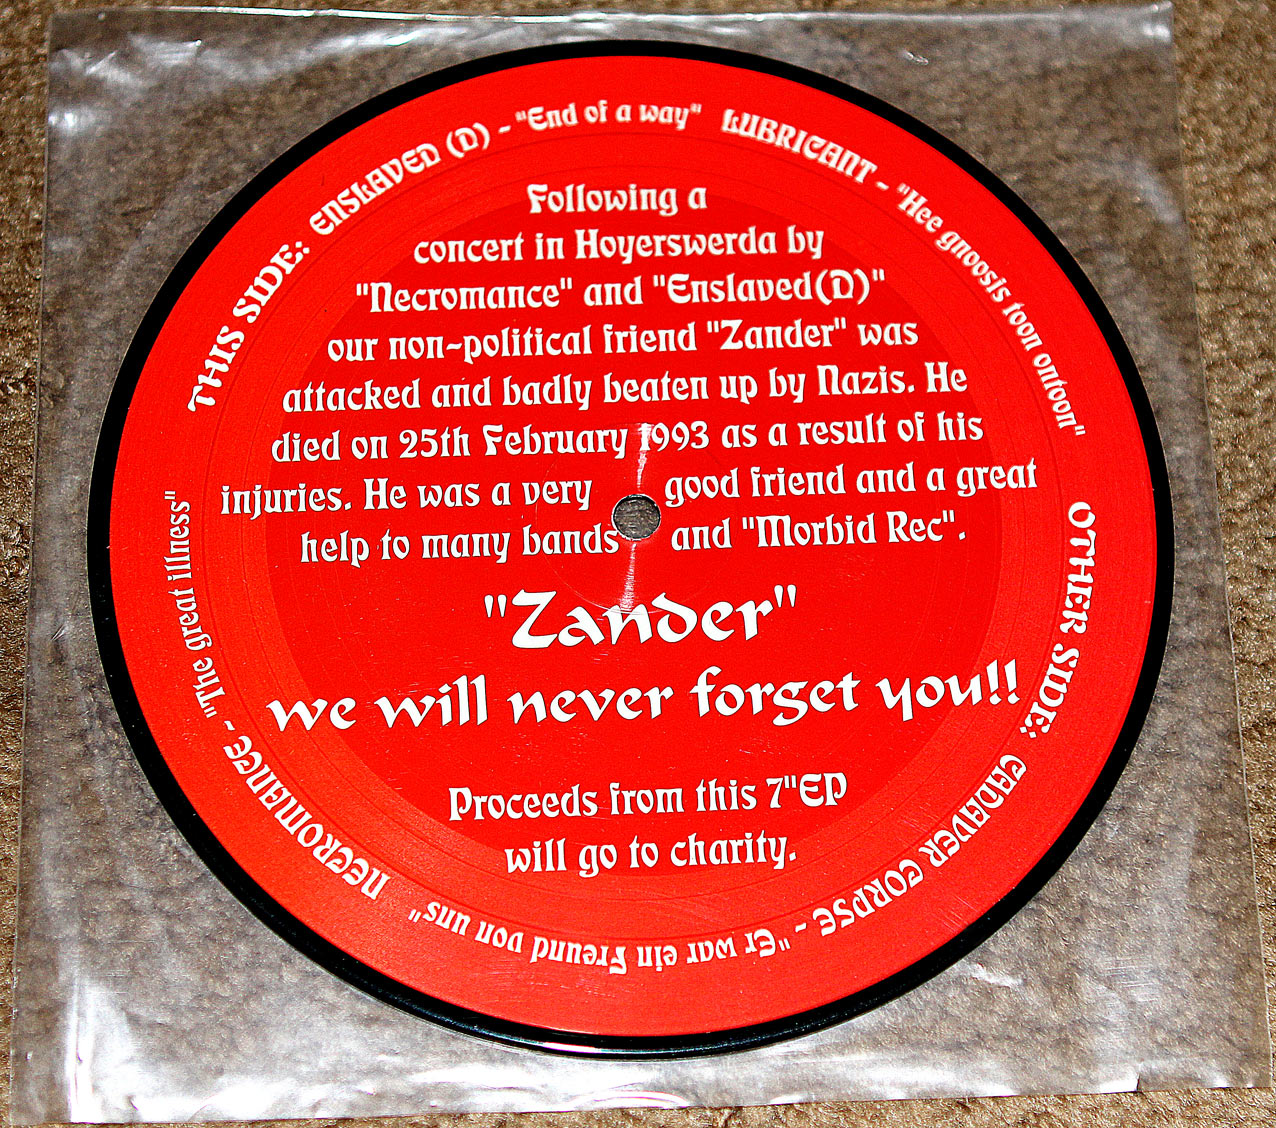 THIS SIDE: ENSLAVED (D) - "End of a way" LUBRICANT - "Hee gnoosis toon ontoon"
OTHER SIDE: CADAVER CORPSE - "Er war ein Freund von uns" NECROMANCE - "The great illness"
Following a
concert in Hoyerswerda by
"Necromance" and "Enslaved(D)"
our non-political friend "Zander" was
attacked and badly beaten up by Nazis. He
died on 25th February 1993 as a result of his
injuries. He was a very good friend and a great
help to many bands and "Morbid Rec".
"Zander"
we will never forget you!!
Proceeds from this 7"EP
will go to charity.